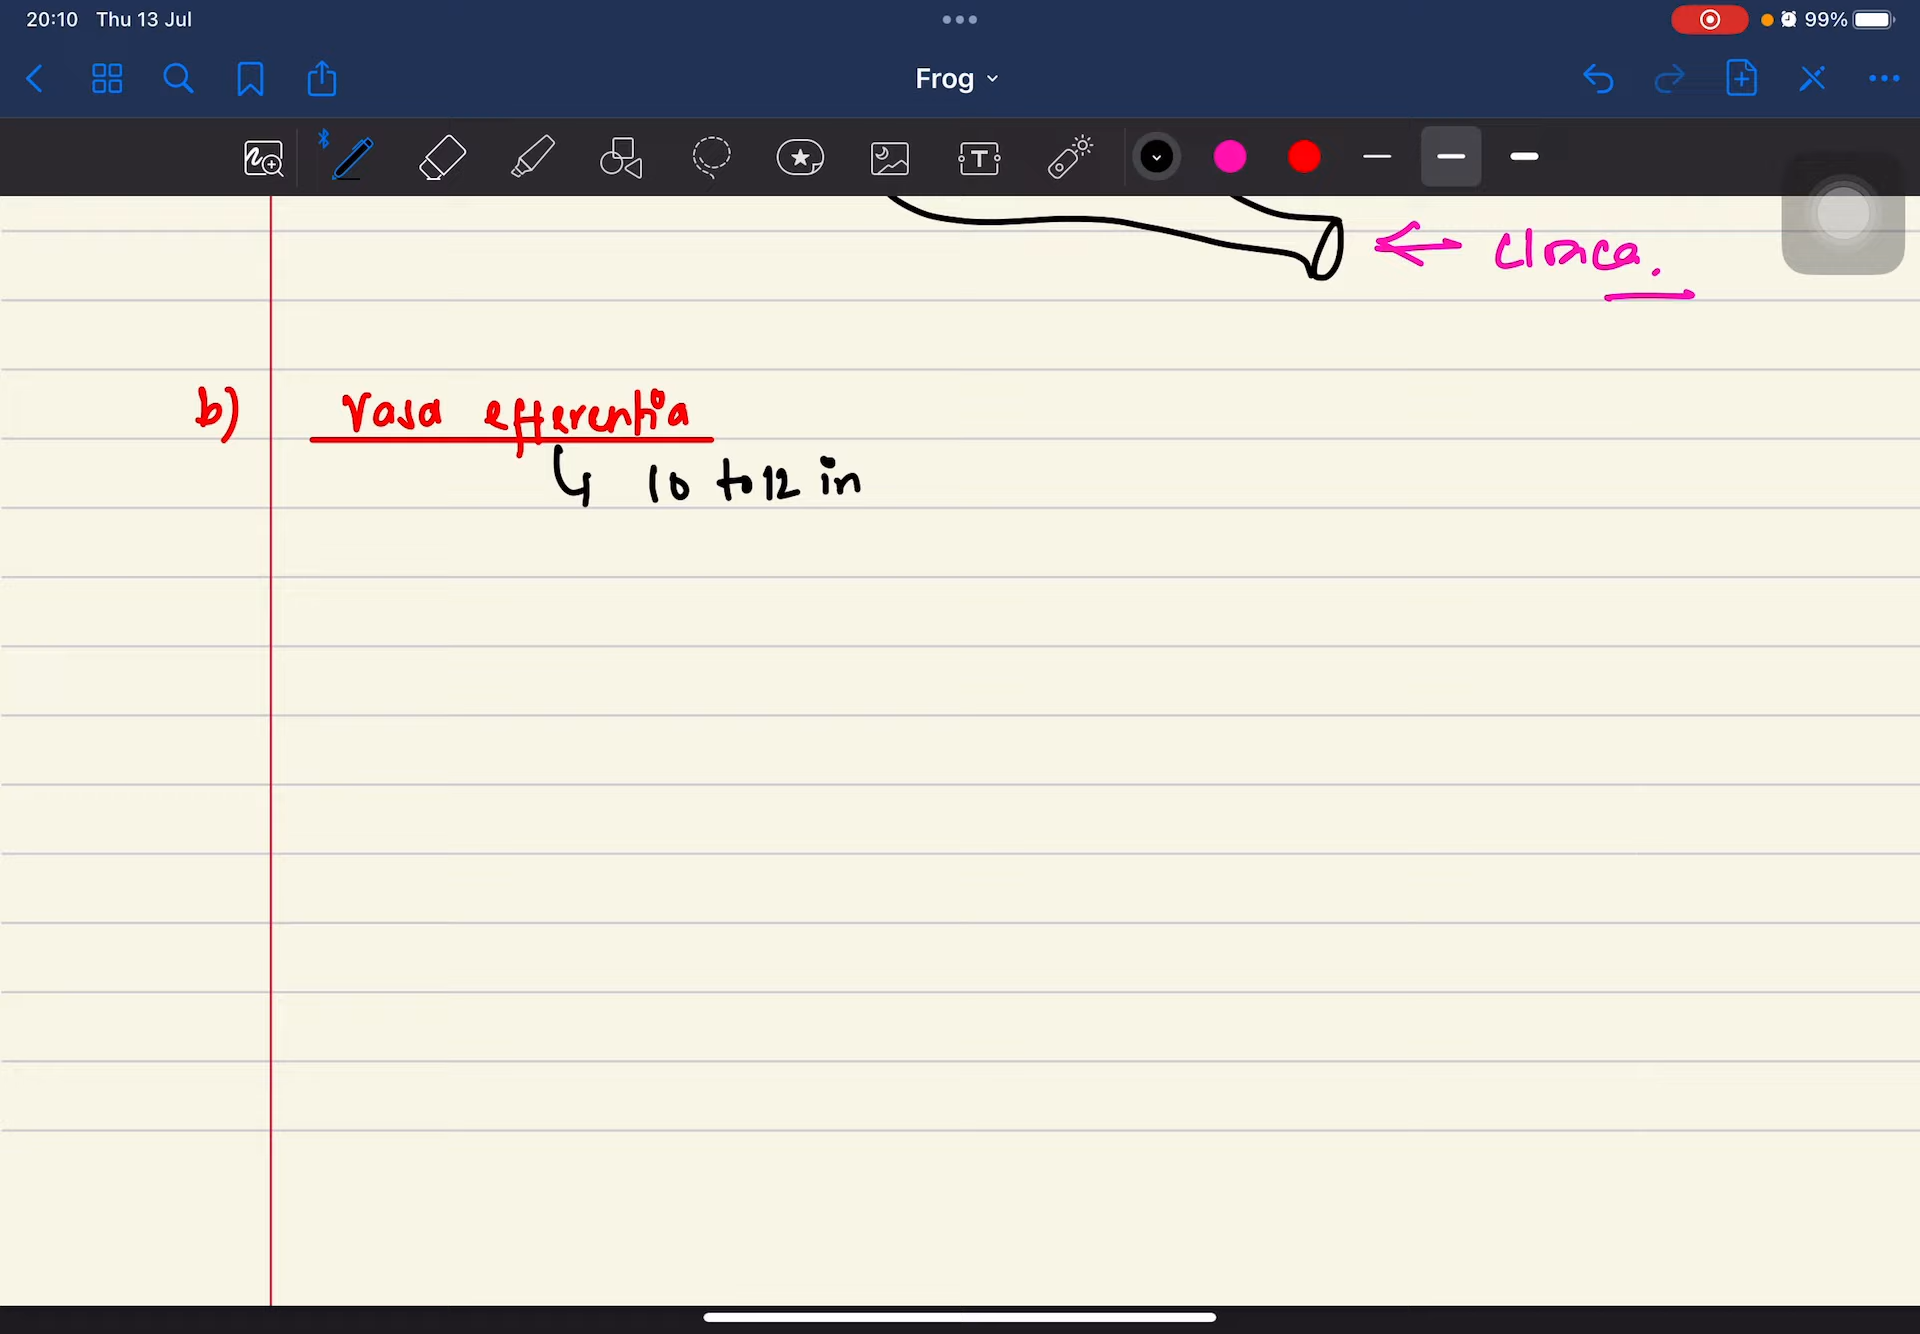 20:10 Thu 13 Jul
99%
Frog
T
cloaca.
b) Vasa efferentia
↳ 10 to 12 in